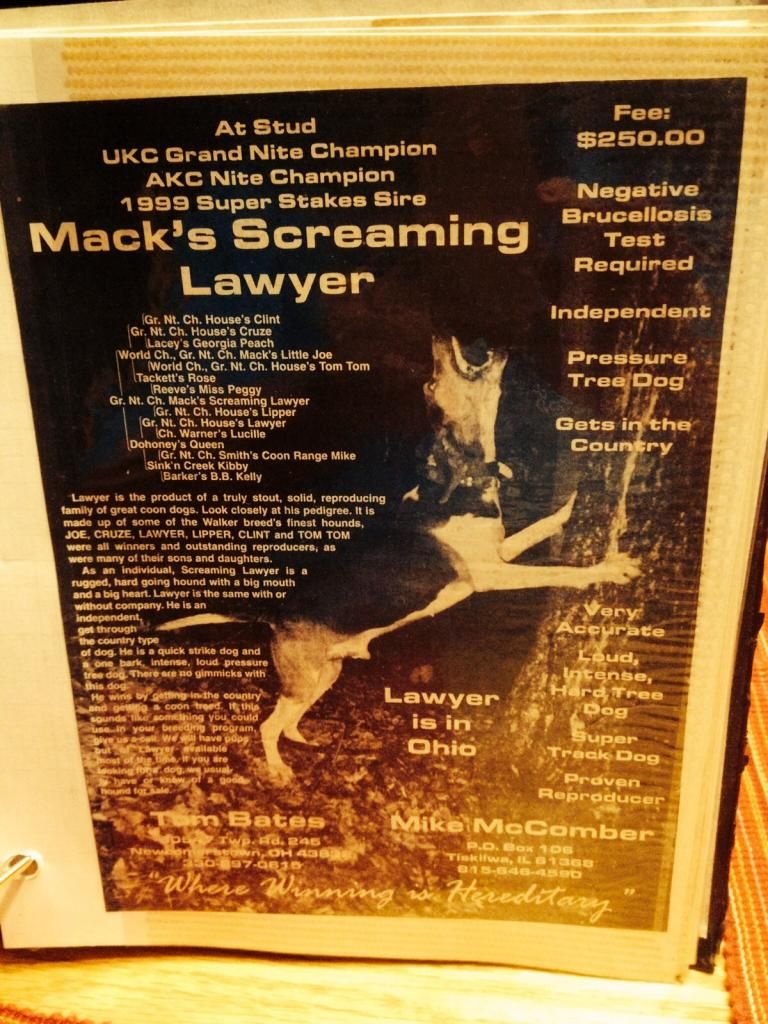 At Stud
UKC Grand Nite Champion
AKC Nite Champion
1999 Super Stakes Sire
Mack's Screaming
Lawyer
Gr. Nt. Ch. House's Clint
Gr. Nt. Ch. House's Cruze
Lacey's Georgia Peach
World Ch., Gr. Nt. Ch. Mack's Little Joe
World Ch., Gr. Nt. Ch. House's Tom Tom
Tackett's Rose
Reeve's Miss Peggy
Gr. Nt. Ch. Mack's Screaming Lawyer
Gr. Nt. Ch. House's Lipper
Gr. Nt. Ch. House's Lawyer
Ch. Warner's Lucille
Dohoney's Queen
Gr. Nt. Ch. Smith's Coon Range Mike
Sink'n Creek Kibby
Barker's B.B. Kelly
Lawyer is the product of a truly stout, solid, reproducing
family of great coon dogs. Look closely at his pedigree. It is
made up of some of the Walker breed's finest hounds,
JOE, CRUZE, LAWYER, LIPPER, CLINT and TOM TOM
were all winners and outstanding reproducers, as
were many of their sons and daughters.
As an individual, Screaming Lawyer is a
rugged, hard going hound with a big mouth
and a big heart. Lawyer is the same with or
without company. He is an
independent,
get through
the country type
of dog. He is a quick strike dog and
a one bark, intense, loud pressure
tree dog. There are no gimmicks with
this dog.
He wins by getting in the country
and getting a coon treed. If this
sounds like something you could
use in your breeding program,
give us a call. We will have pups
out of Lawyer available
most of the time. If you are
looking for a dog, we usual-
ly have or know of a good
hound for sale.
Fee:
$250.00
Negative
Brucellosis
Test
Required
Independent
Pressure
Tree Dog
Gets in the
Country
Very
Accurate
Loud,
Intense,
Hard Tree
Dog
Super
Track Dog
Proven
Reproducer
Lawyer
is in
Ohio
Tom Bates
Twp. Rd. 245
Newcomerstown, OH
Mike McComber
P.O. Box 106
Tiskilwa, IL 61368
815-646-4590
"Where Winning is Hereditary"